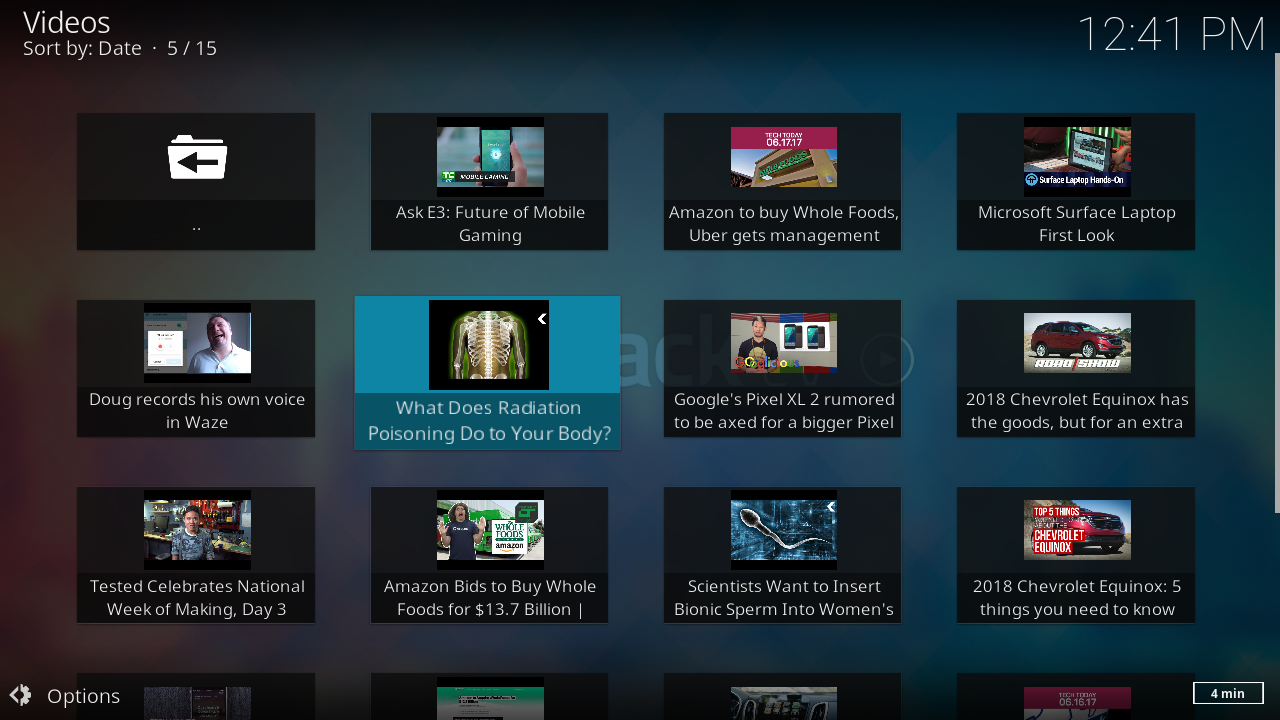 Videos
Sort by: Date · 5 / 15
12:41 PM
..
MOBILE GAMING
Ask E3: Future of Mobile
Gaming
TECH TODAY
06.17.17
Amazon to buy Whole Foods,
Uber gets management
Surface Laptop Hands-On
Microsoft Surface Laptop
First Look
Doug records his own voice
in Waze
What Does Radiation
Poisoning Do to Your Body?
Google's Pixel XL 2 rumored
to be axed for a bigger Pixel
ROAD/SHOW
2018 Chevrolet Equinox has
the goods, but for an extra
Tested Celebrates National
Week of Making, Day 3
WHOLE
FOODS
amazon
Amazon Bids to Buy Whole
Foods for $13.7 Billion |
Scientists Want to Insert
Bionic Sperm Into Women's
TOP 5 THINGS
CHEVROLET
EQUINOX
2018 Chevrolet Equinox: 5
things you need to know
TECH TODAY
06.16.17
Options
4 min